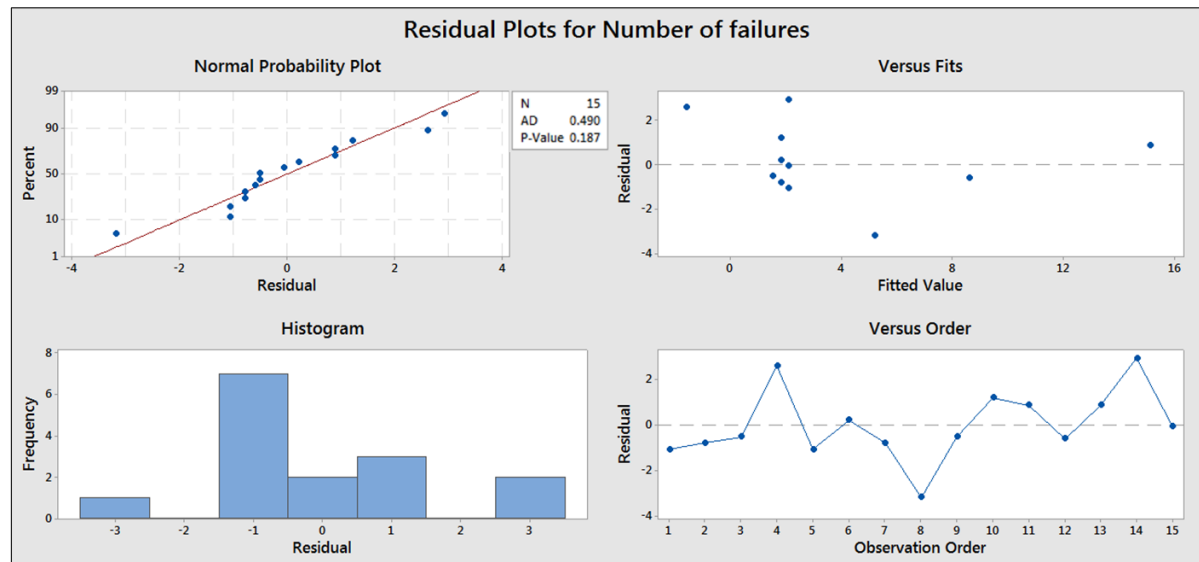 Residual Plots for Number of failures
Normal Probability Plot
99
90
50
10
1
Percent
-4 -2 0 2 4
Residual
N 15
AD 0.490
P-Value 0.187
Versus Fits
2
0
-2
-4
Residual
0 4 8 12 16
Fitted Value
Histogram
8
6
4
2
0
Frequency
-3 -2 -1 0 1 2 3
Residual
Versus Order
2
0
-2
-4
Residual
1 2 3 4 5 6 7 8 9 10 11 12 13 14 15
Observation Order